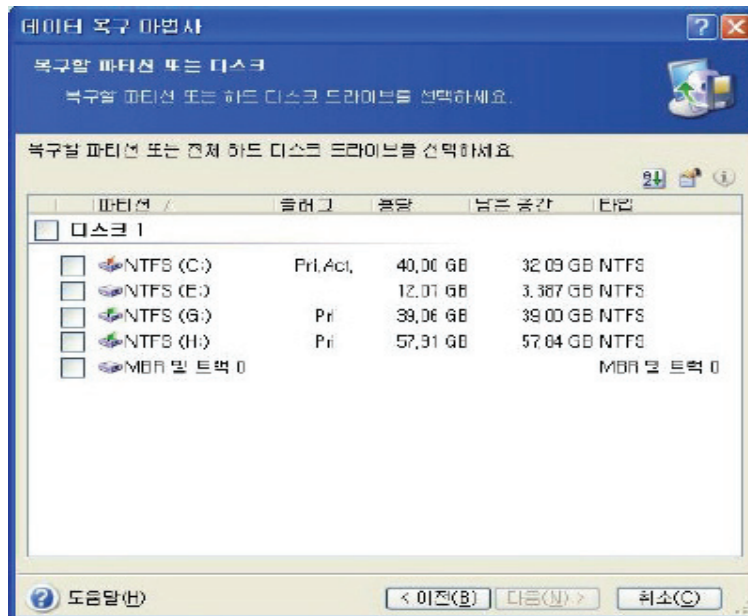 데이터 복구 마법사
복구할 파티션 또는 디스크
복구할 파티션 또는 하드 디스크 드라이브를 선택하세요.
복구할 파티션 또는 전체 하드 디스크 드라이브를 선택하세요.
파티션 플래그 용량 남은 공간 타입
디스크 1
NTFS (C:) Pri,Act, 40,00 GB 32,09 GB NTFS
NTFS (E:) 12,01 GB 3,387 GB NTFS
NTFS (G:) Pri 39,06 GB 39,00 GB NTFS
NTFS (H:) Pri 57,91 GB 57,84 GB NTFS
MBR 및 트랙 0 MBR 및 트랙 0
도움말(H) < 이전(B) 다음(N) > 취소(C)